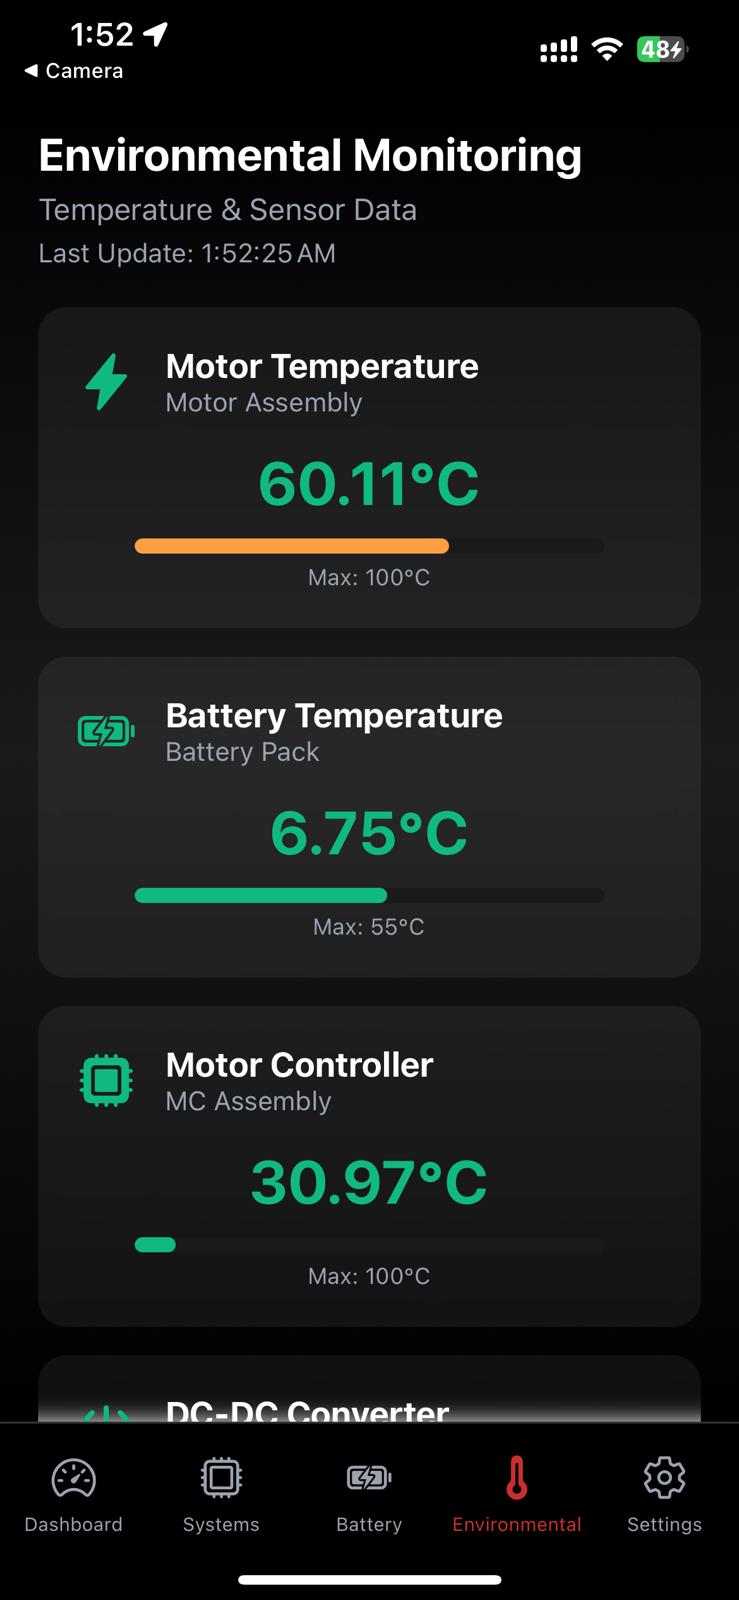 1:52
48
◀ Camera
Environmental Monitoring
Temperature & Sensor Data
Last Update: 1:52:25 AM
Motor Temperature
Motor Assembly
60.11°C
Max: 100°C
Battery Temperature
Battery Pack
6.75°C
Max: 55°C
Motor Controller
MC Assembly
30.97°C
Max: 100°C
DC-DC Converter
Dashboard
Systems
Battery
Environmental
Settings